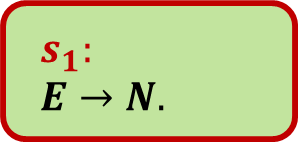 s₁:
E → N.